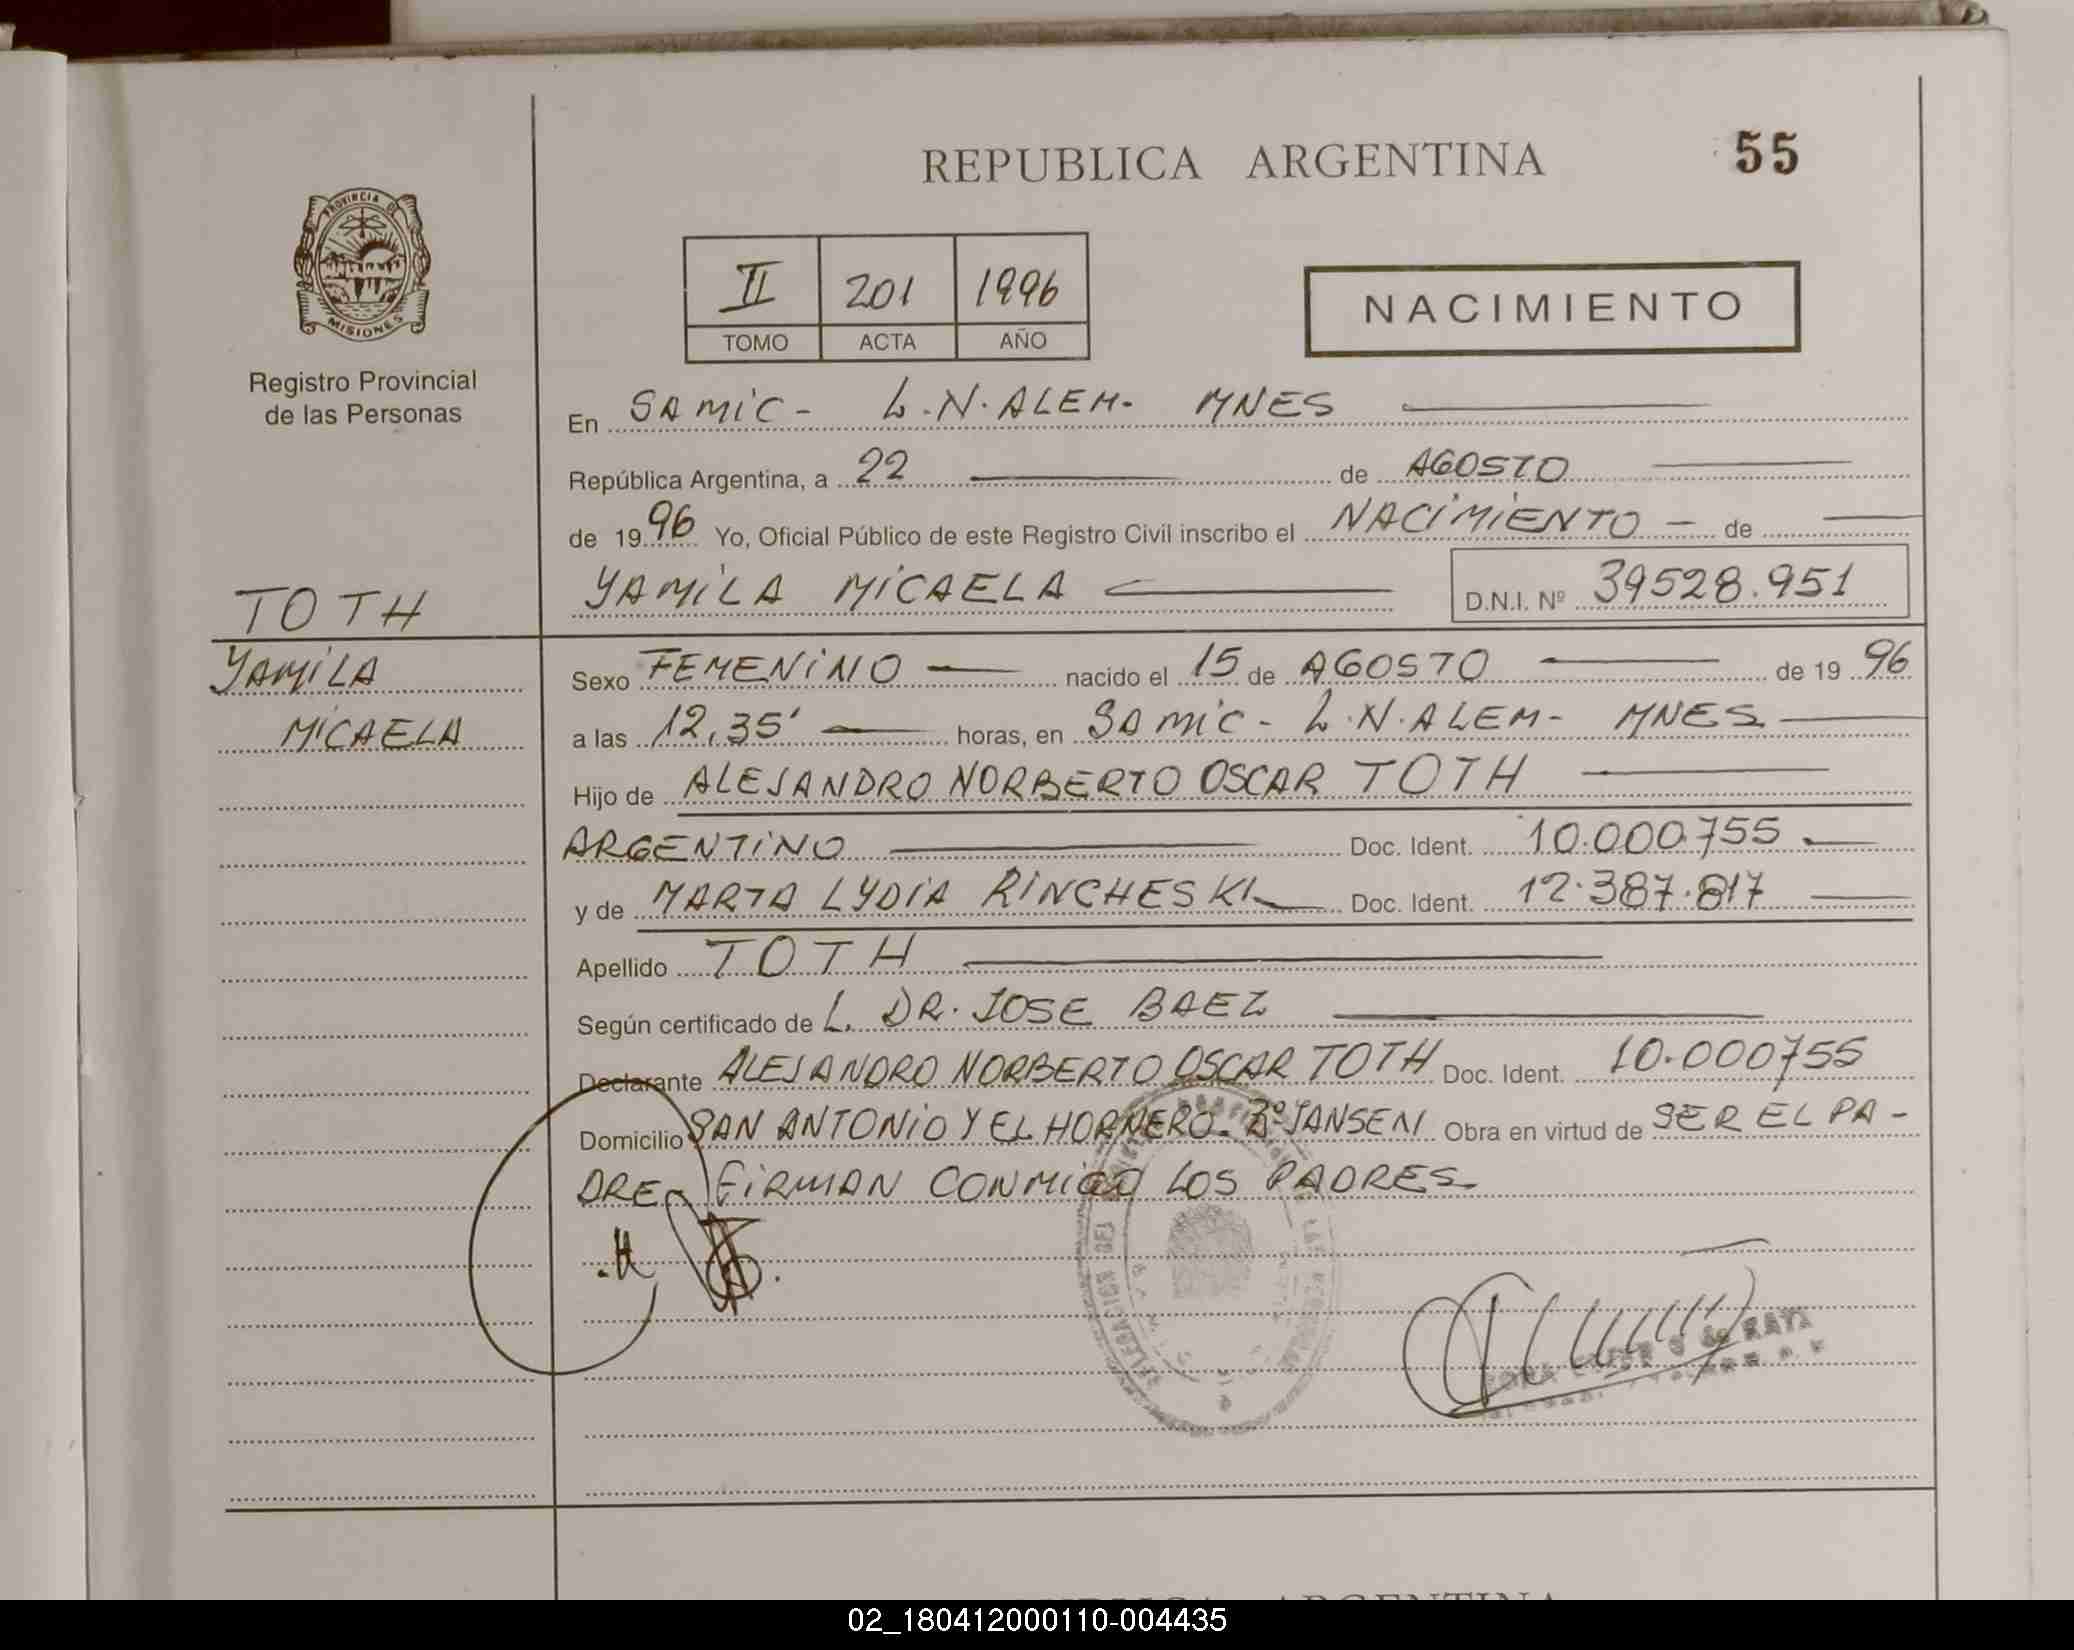 REPUBLICA ARGENTINA
55
PROVINCIA DE
MISIONES
Registro Provincial
de las Personas
II 201 1996
TOMO ACTA AÑO
NACIMIENTO
En SAMIC - L.N. ALEM - MNES
República Argentina, a 22 de AGOSTO
de 1996 Yo, Oficial Público de este Registro Civil inscribo el NACIMIENTO - de
YAMILA MICAELA D.N.I. Nº 39528.951
TOTH
YAMILA
MICAELA
Sexo FEMENINO nacido el 15 de AGOSTO de 1996
a las 12,35' horas, en SAMIC - L.N. ALEM - MNES
Hijo de ALEJANDRO NORBERTO OSCAR TOTH
ARGENTINO Doc. Ident. 10.000.755
y de MARTA LYDIA RINCHESKI Doc. Ident. 12.387.817
Apellido TOTH
Según certificado de L. DR. JOSE BAEZ
Declarante ALEJANDRO NORBERTO OSCAR TOTH Doc. Ident. 10.000755
Domicilio SAN ANTONIO Y EL HORNERO - Bº JANSEN Obra en virtud de SER EL PA-
DRE - FIRMAN CONMIGO LOS PADRES -
02_180412000110-004435